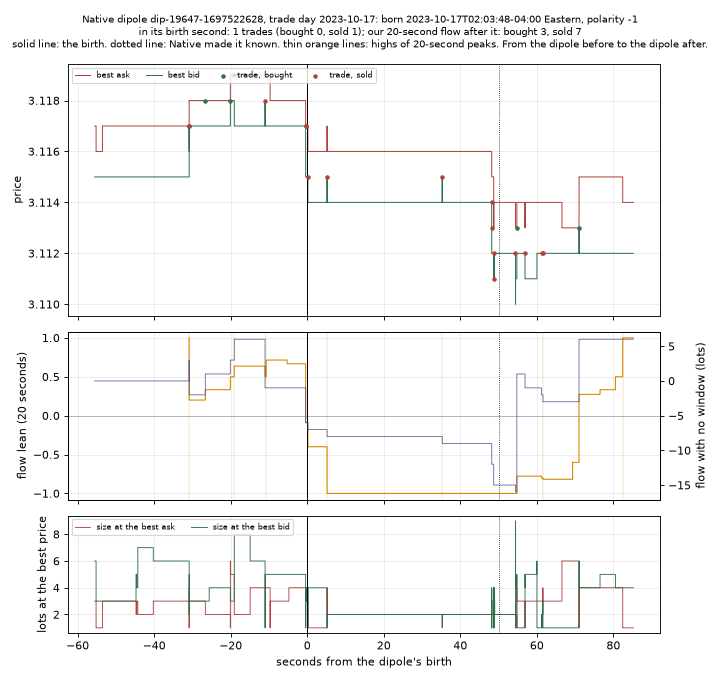 Native dipole dip-19647-1697522628, trade day 2023-10-17: born 2023-10-17T02:03:48-04:00 Eastern, polarity -1
in its birth second: 1 trades (bought 0, sold 1); our 20-second flow after it: bought 3, sold 7
solid line: the birth. dotted line: Native made it known. thin orange lines: highs of 20-second peaks. From the dipole before to the dipole after.
best ask
best bid
trade, bought
trade, sold
3.118
3.116
3.114
3.112
3.110
price
1.0
0.5
0.0
−0.5
−1.0
flow lean (20 seconds)
5
0
−5
−10
−15
flow with no window (lots)
size at the best ask
size at the best bid
8
6
4
2
lots at the best price
−60
−40
−20
0
20
40
60
80
seconds from the dipole's birth